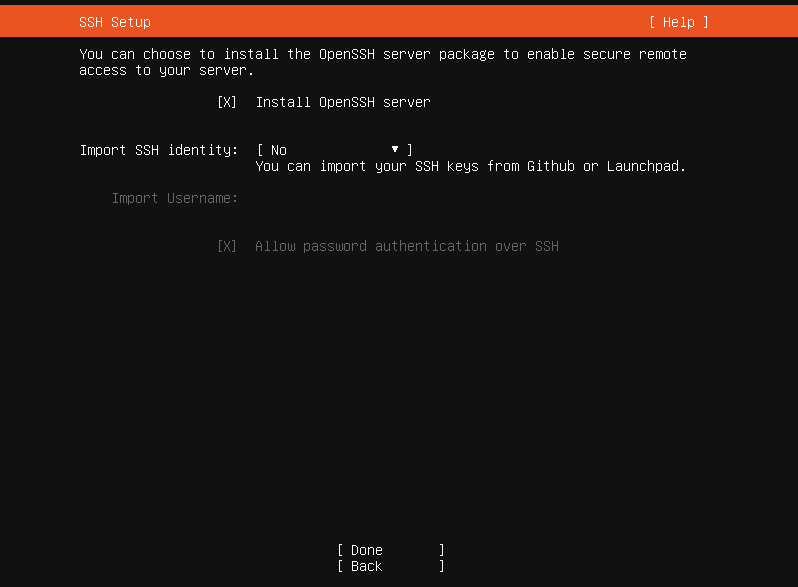 SSH Setup [ Help ]
You can choose to install the OpenSSH server package to enable secure remote
access to your server.
[X] Install OpenSSH server
Import SSH identity: [ No ▾ ]
You can import your SSH keys from Github or Launchpad.
Import Username:
[X] Allow password authentication over SSH
[ Done ]
[ Back ]